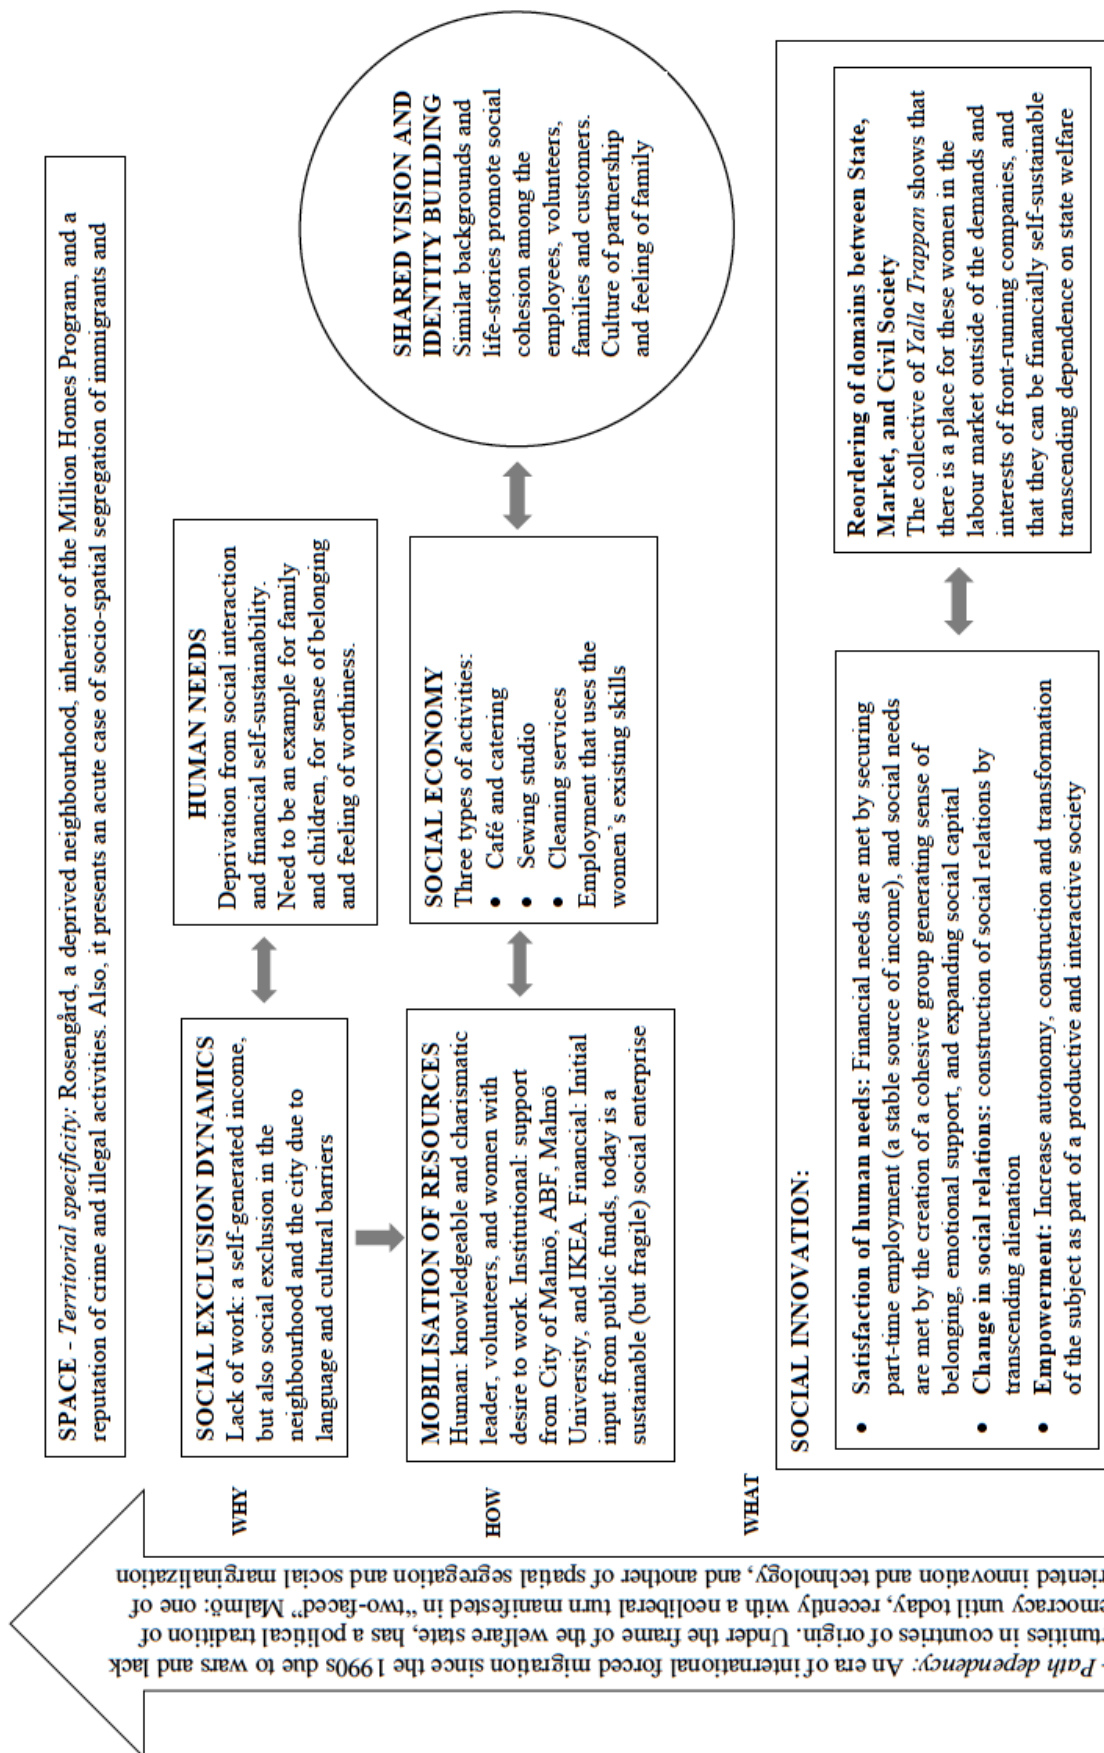 SPACE - Territorial specificity: Rosengård, a deprived neighbourhood, inheritor of the Million Homes Program, and a
reputation of crime and illegal activities. Also, it presents an acute case of socio-spatial segregation of immigrants and
WHY
SOCIAL EXCLUSION DYNAMICS
Lack of work: a self-generated income,
but also social exclusion in the
neighbourhood and the city due to
language and cultural barriers
HUMAN NEEDS
Deprivation from social interaction
and financial self-sustainability.
Need to be an example for family
and children, for sense of belonging
and feeling of worthiness.
HOW
MOBILISATION OF RESOURCES
Human: knowledgeable and charismatic
leader, volunteers, and women with
desire to work. Institutional: support
from City of Malmö, ABF, Malmö
University, and IKEA. Financial: Initial
input from public funds, today is a
sustainable (but fragile) social enterprise
SOCIAL ECONOMY
Three types of activities:
• Café and catering
• Sewing studio
• Cleaning services
Employment that uses the
women's existing skills
SHARED VISION AND
IDENTITY BUILDING
Similar backgrounds and
life-stories promote social
cohesion among the
employees, volunteers,
families and customers.
Culture of partnership
and feeling of family
WHAT
SOCIAL INNOVATION:
• Satisfaction of human needs: Financial needs are met by securing
part-time employment (a stable source of income), and social needs
are met by the creation of a cohesive group generating sense of
belonging, emotional support, and expanding social capital
• Change in social relations: construction of social relations by
transcending alienation
• Empowerment: Increase autonomy, construction and transformation
of the subject as part of a productive and interactive society
Reordering of domains between State,
Market, and Civil Society
The collective of Yalla Trappan shows that
there is a place for these women in the
labour market outside of the demands and
interests of front-running companies, and
that they can be financially self-sustainable
transcending dependence on state welfare
- Path dependency: An era of international forced migration since the 1990s due to wars and lack
rtunities in countries of origin. Under the frame of the welfare state, has a political tradition of
emocracy until today, recently with a neoliberal turn manifested in “two-faced” Malmö: one of
riented innovation and technology, and another of spatial segregation and social marginalization